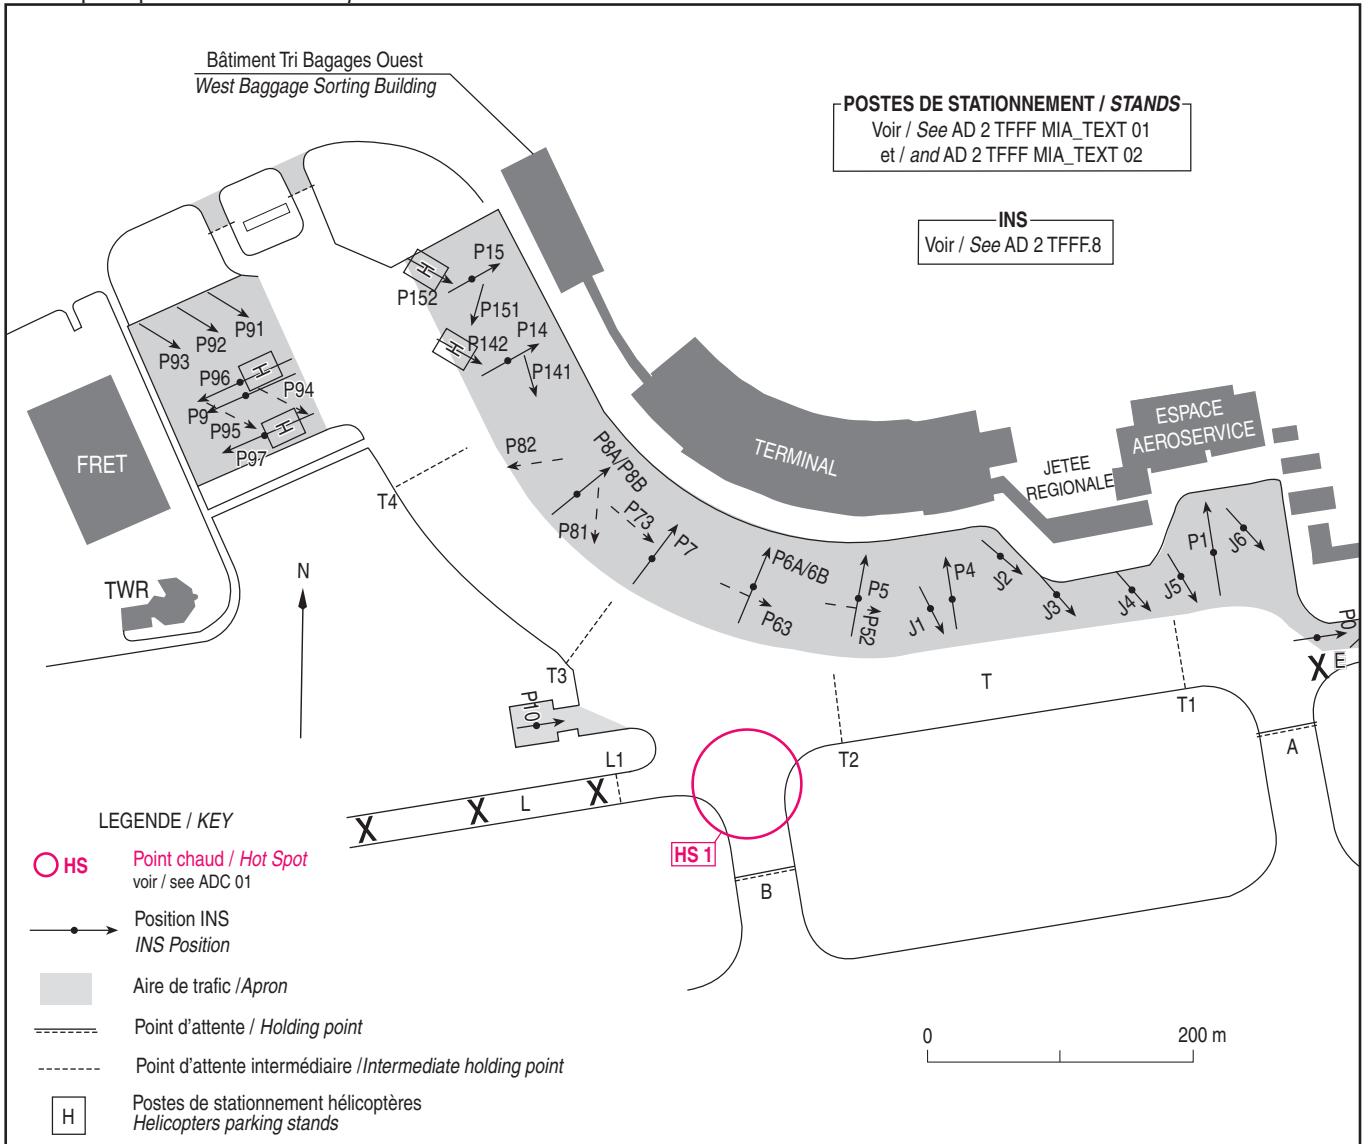 Bâtiment Tri Bagages Ouest
West Baggage Sorting Building
POSTES DE STATIONNEMENT / STANDS
Voir / See AD 2 TFFF MIA_TEXT 01
et / and AD 2 TFFF MIA_TEXT 02
INS
Voir / See AD 2 TFFF.8
P15
P152
P151
P14
P142
P141
P91
P92
P93
P96
P94
P9
P95
P97
FRET
TWR
N
T4
P82
P8A/P8B
P81
P73
P7
TERMINAL
ESPACE
AEROSERVICE
JETEE
REGIONALE
P6A/6B
P63
P5
P52
P4
J1
J2
J3
J4
J5
P1
J6
P0
X
E
T3
P10
T
T1
T2
A
L1
X
L
X
X
HS 1
B
LEGENDE / KEY
HS
Point chaud / Hot Spot
voir / see ADC 01
Position INS
INS Position
Aire de trafic /Apron
Point d'attente / Holding point
Point d'attente intermédiaire /Intermediate holding point
H
Postes de stationnement hélicoptères
Helicopters parking stands
H
H
H
H
0
200 m